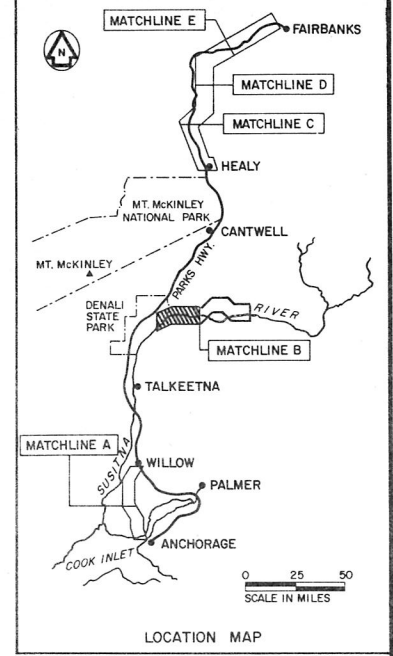 MATCHLINE E
FAIRBANKS
N
MATCHLINE D
MATCHLINE C
HEALY
MT. McKINLEY
NATIONAL PARK
CANTWELL
PARKS HWY.
MT. McKINLEY
DENALI
STATE
PARK
RIVER
MATCHLINE B
TALKEETNA
MATCHLINE A
SUSITNA
WILLOW
PALMER
ANCHORAGE
COOK INLET
0 25 50
SCALE IN MILES
LOCATION MAP